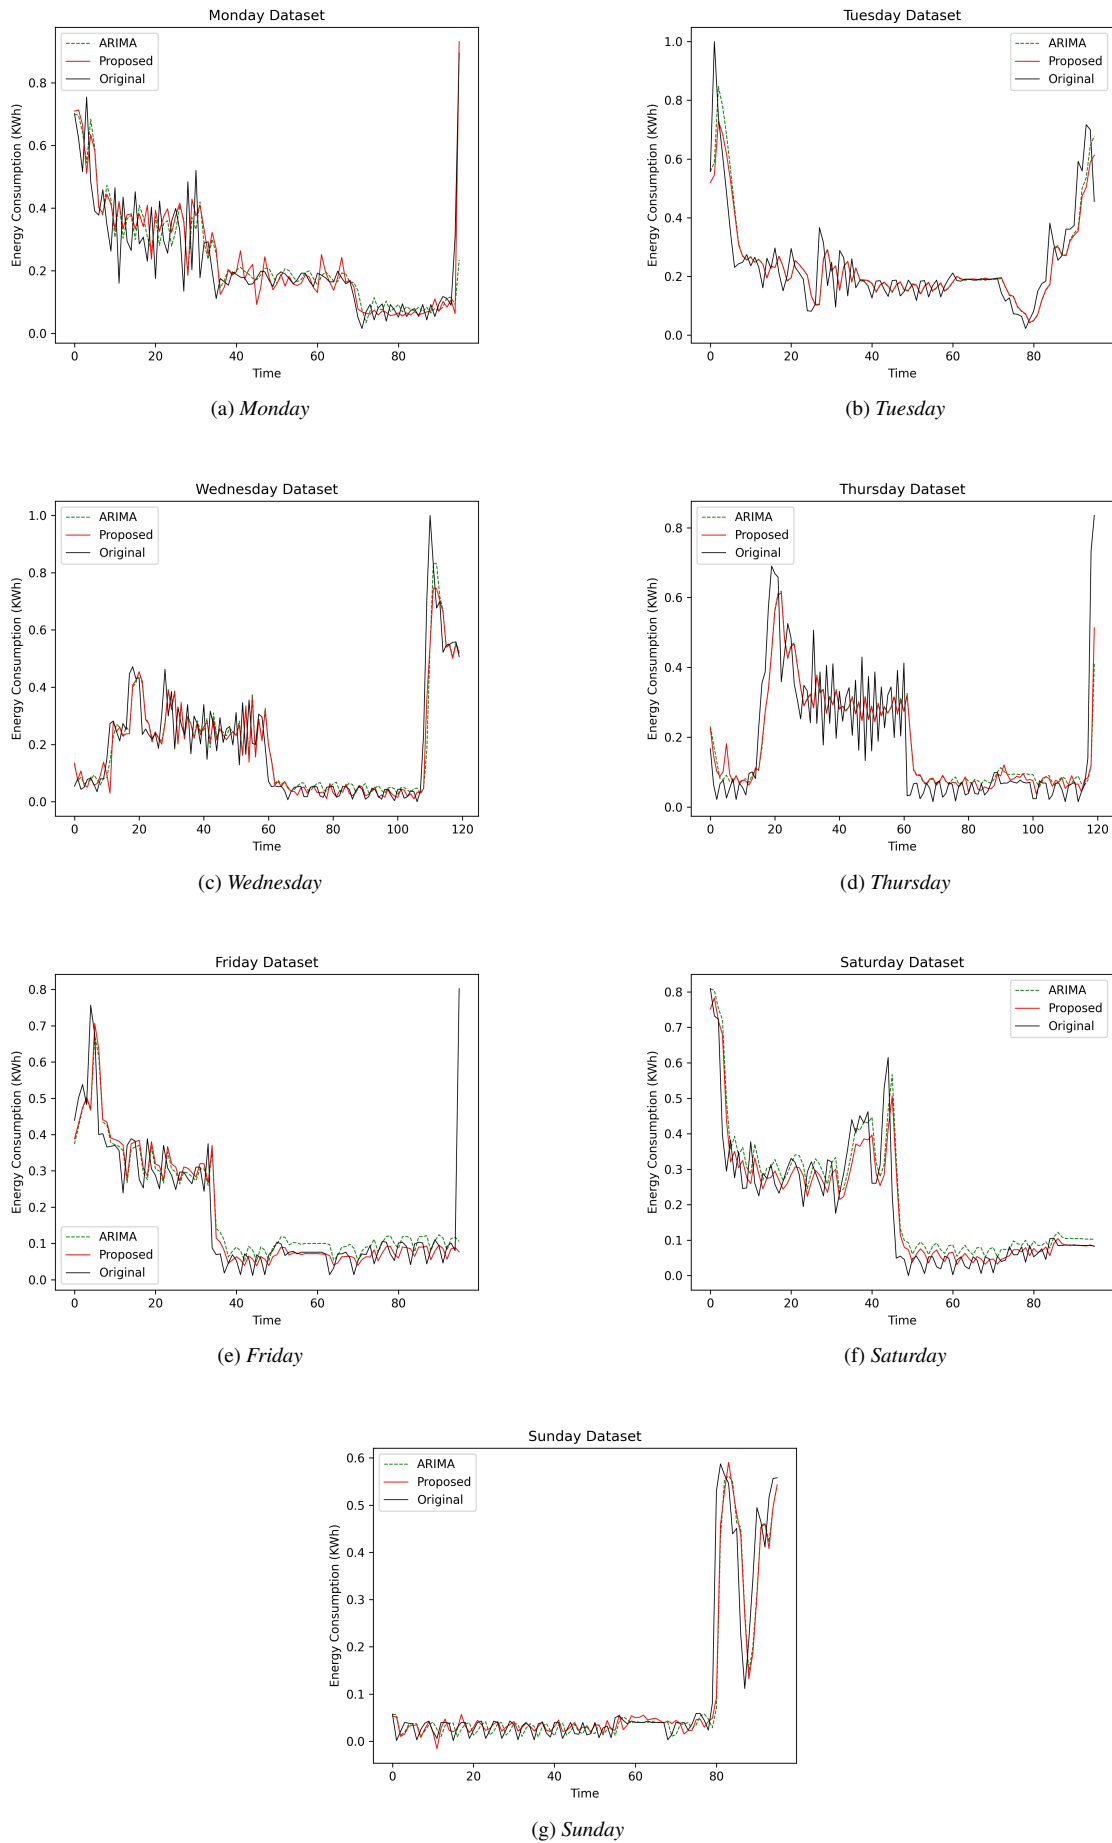 Monday Dataset
Energy Consumption (KWh)
0.8
0.6
0.4
0.2
0.0
ARIMA
Proposed
Original
0 20 40 60 80
Time
(a) Monday
Tuesday Dataset
Energy Consumption (KWh)
1.0
0.8
0.6
0.4
0.2
0.0
ARIMA
Proposed
Original
0 20 40 60 80
Time
(b) Tuesday
Wednesday Dataset
Energy Consumption (KWh)
1.0
0.8
0.6
0.4
0.2
0.0
ARIMA
Proposed
Original
0 20 40 60 80 100 120
Time
(c) Wednesday
Thursday Dataset
Energy Consumption (KWh)
0.8
0.6
0.4
0.2
0.0
ARIMA
Proposed
Original
0 20 40 60 80 100 120
Time
(d) Thursday
Friday Dataset
Energy Consumption (KWh)
0.8
0.7
0.6
0.5
0.4
0.3
0.2
0.1
0.0
ARIMA
Proposed
Original
0 20 40 60 80
Time
(e) Friday
Saturday Dataset
Energy Consumption (KWh)
0.8
0.7
0.6
0.5
0.4
0.3
0.2
0.1
0.0
ARIMA
Proposed
Original
0 20 40 60 80
Time
(f) Saturday
Sunday Dataset
Energy Consumption (KWh)
0.6
0.5
0.4
0.3
0.2
0.1
0.0
ARIMA
Proposed
Original
0 20 40 60 80
Time
(g) Sunday